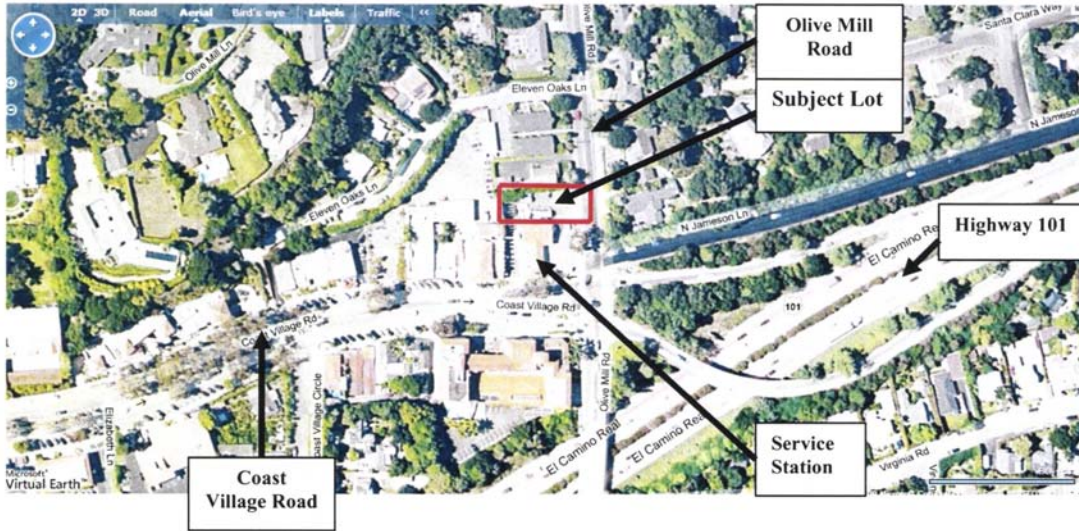 2D 3D Road Aerial Bird's eye Labels Traffic <<
Olive Mill Rd
Santa Clara Way
Olive Mill
Road
Subject Lot
Olive Mill Ln
Eleven Oaks Ln
N Jameson
Eleven Oaks Ln
N Jameson Ln
El Camino Real
Highway 101
101
Coast Village Rd
Coast Village Rd
Olive Mill Rd
Coast Village Circle
Elizabeth Ln
El Camino Real
El Camino Real
Virginia Rd
Service
Station
Coast
Village Road
Microsoft
Virtual Earth